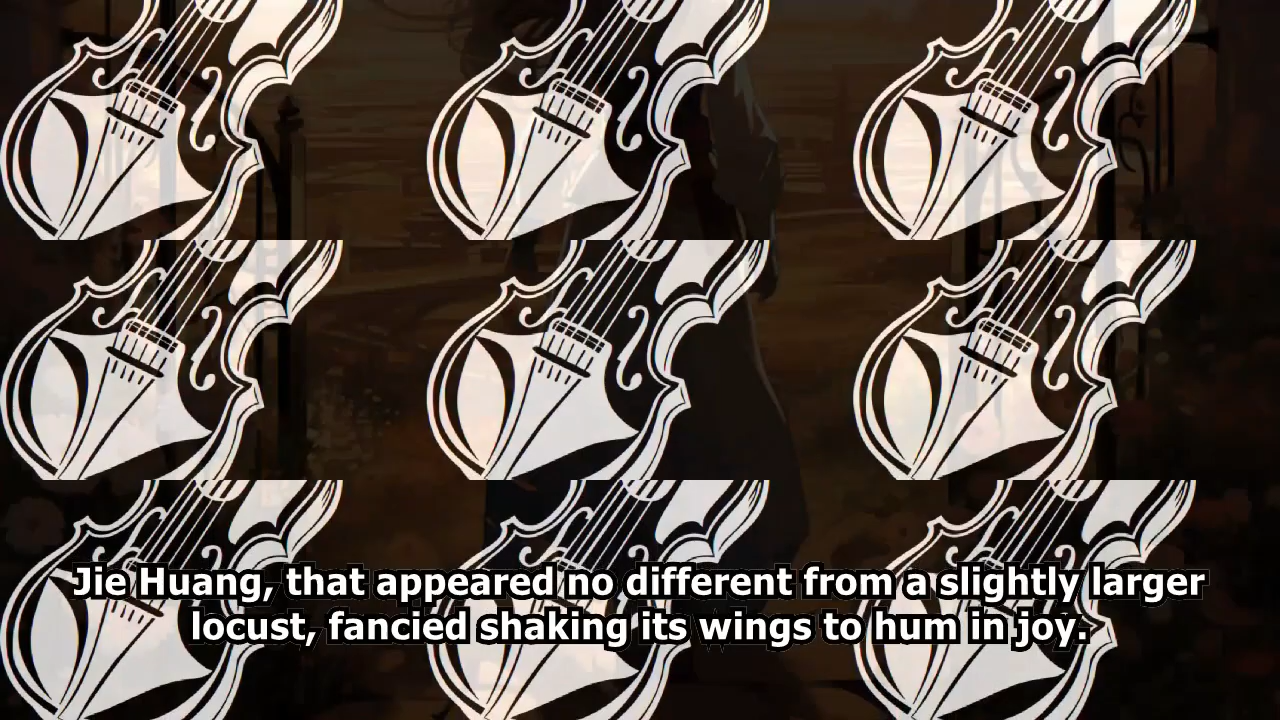 Jie Huang, that appeared no different from a slightly larger
locust, fancied shaking its wings to hum in joy.